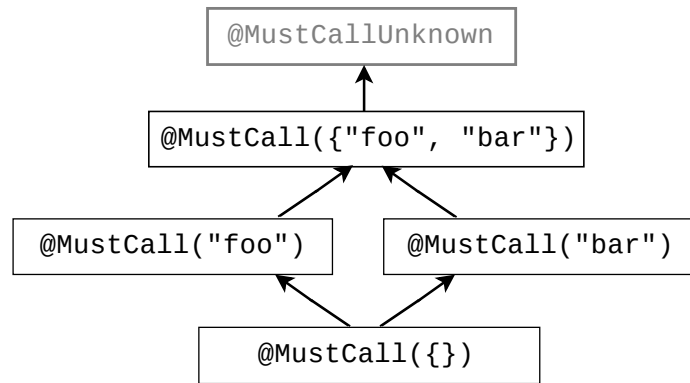 @MustCallUnknown
@MustCall({"foo", "bar"})
@MustCall("foo")
@MustCall("bar")
@MustCall({})